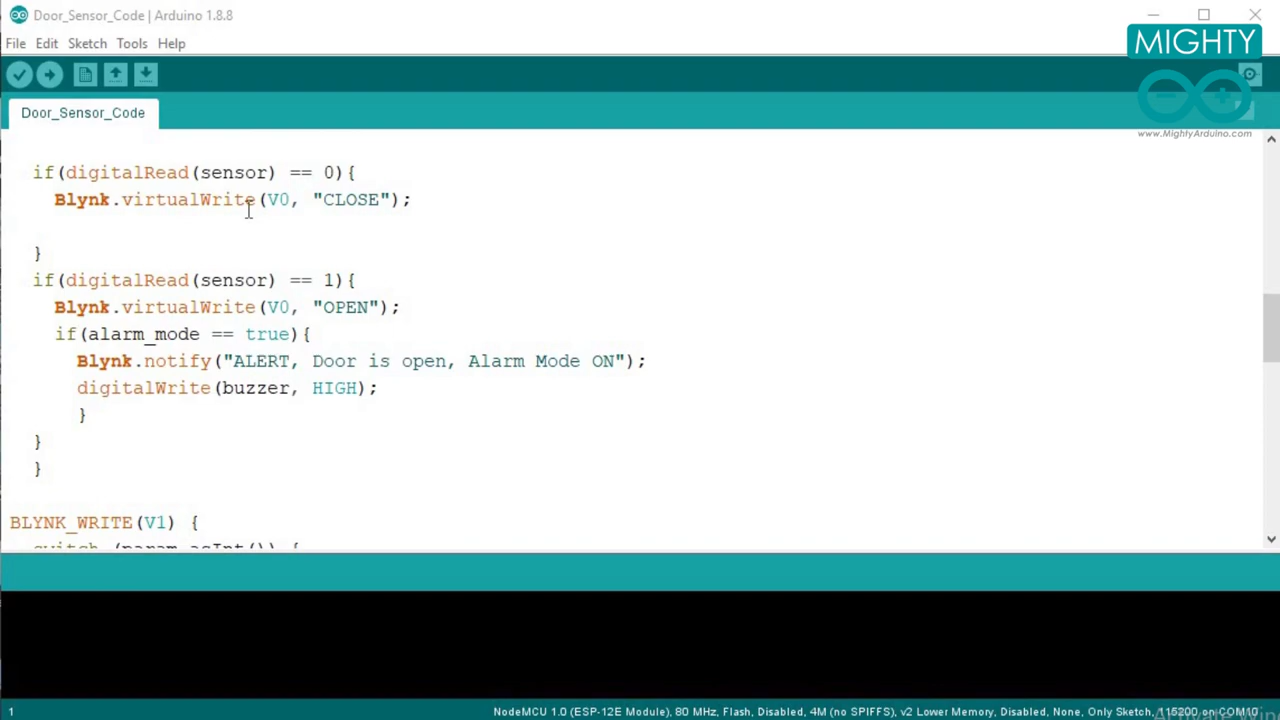 Door_Sensor_Code | Arduino 1.8.8
File Edit Sketch Tools Help
MIGHTY
www.MightyArduino.com
Door_Sensor_Code
if(digitalRead(sensor) == 0){
Blynk.virtualWrite(V0, "CLOSE");
}
if(digitalRead(sensor) == 1){
Blynk.virtualWrite(V0, "OPEN");
if(alarm_mode == true){
Blynk.notify("ALERT, Door is open, Alarm Mode ON");
digitalWrite(buzzer, HIGH);
}
}
}
BLYNK_WRITE(V1) {
switch (param.asInt()) {
1 NodeMCU 1.0 (ESP-12E Module), 80 MHz, Flash, Disabled, 4M (no SPIFFS), v2 Lower Memory, Disabled, None, Only Sketch, 115200 on COM10